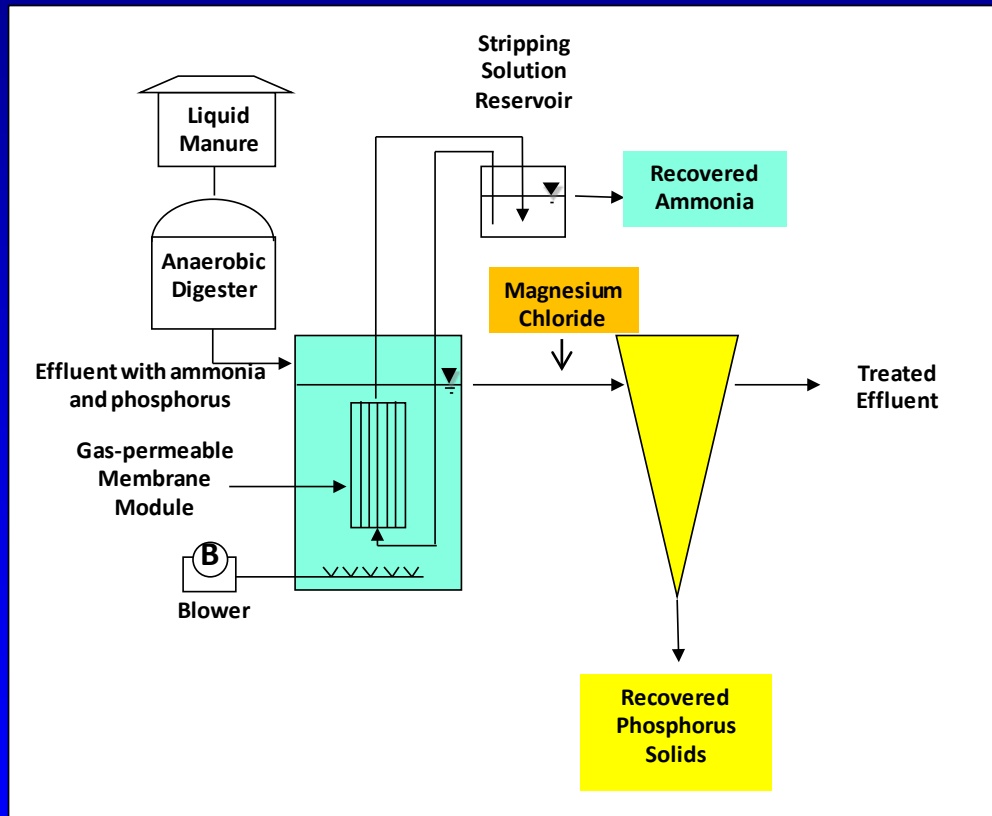 Stripping
Solution
Reservoir
Liquid
Manure
Recovered
Ammonia
Anaerobic
Digester
Magnesium
Chloride
Effluent with ammonia
and phosphorus
Treated
Effluent
Gas-permeable
Membrane
Module
B
Blower
Recovered
Phosphorus
Solids